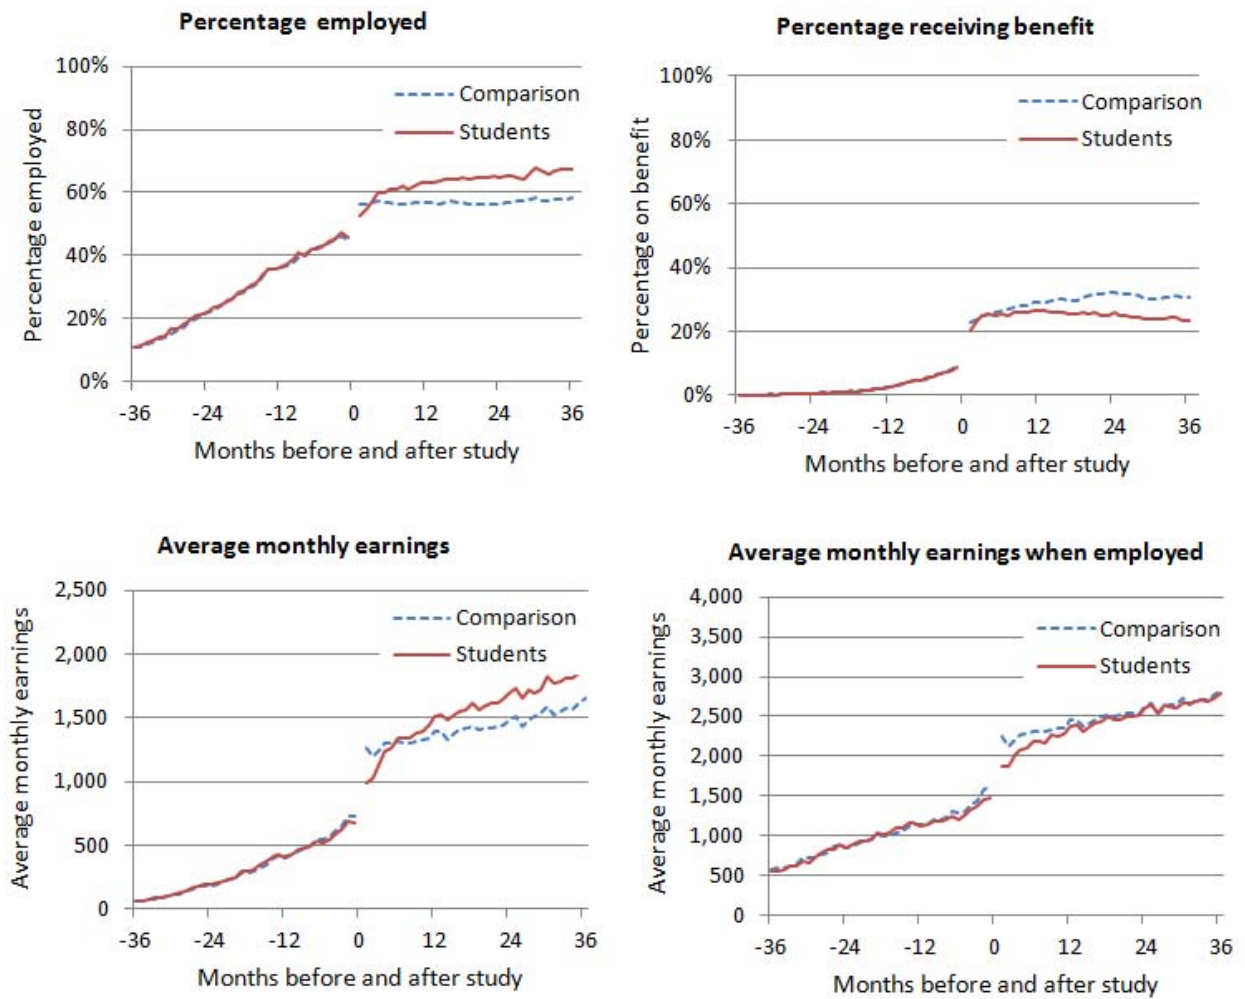 Percentage employed
Percentage employed
100%
80%
60%
40%
20%
0%
Comparison
Students
-36 -24 -12 0 12 24 36
Months before and after study
Percentage receiving benefit
Percentage on benefit
100%
80%
60%
40%
20%
0%
Comparison
Students
-36 -24 -12 0 12 24 36
Months before and after study
Average monthly earnings
Average monthly earnings
2,500
2,000
1,500
1,000
500
0
Comparison
Students
-36 -24 -12 0 12 24 36
Months before and after study
Average monthly earnings when employed
Average monthly earnings
4,000
3,500
3,000
2,500
2,000
1,500
1,000
500
0
Comparison
Students
-36 -24 -12 0 12 24 36
Months before and after study